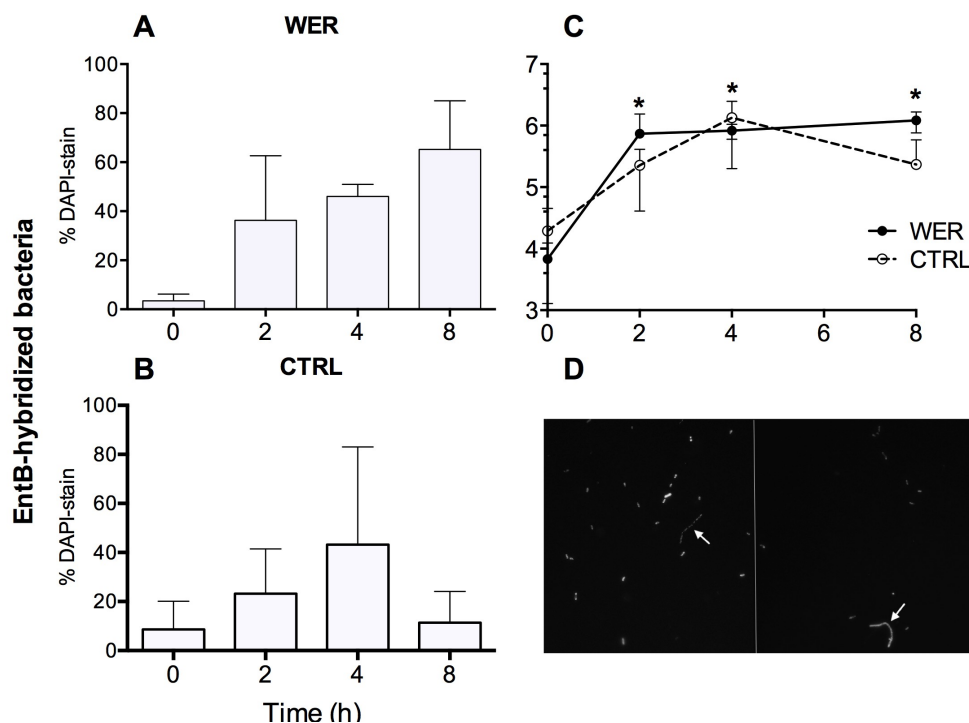 A
WER
100
80
60
40
20
0
% DAPI-stain
0 2 4 8
B
CTRL
100
80
60
40
20
0
% DAPI-stain
0 2 4 8
Time (h)
EntB-hybridized bacteria
C
7
6
5
4
3
* * *
WER
CTRL
0 2 4 6 8
D